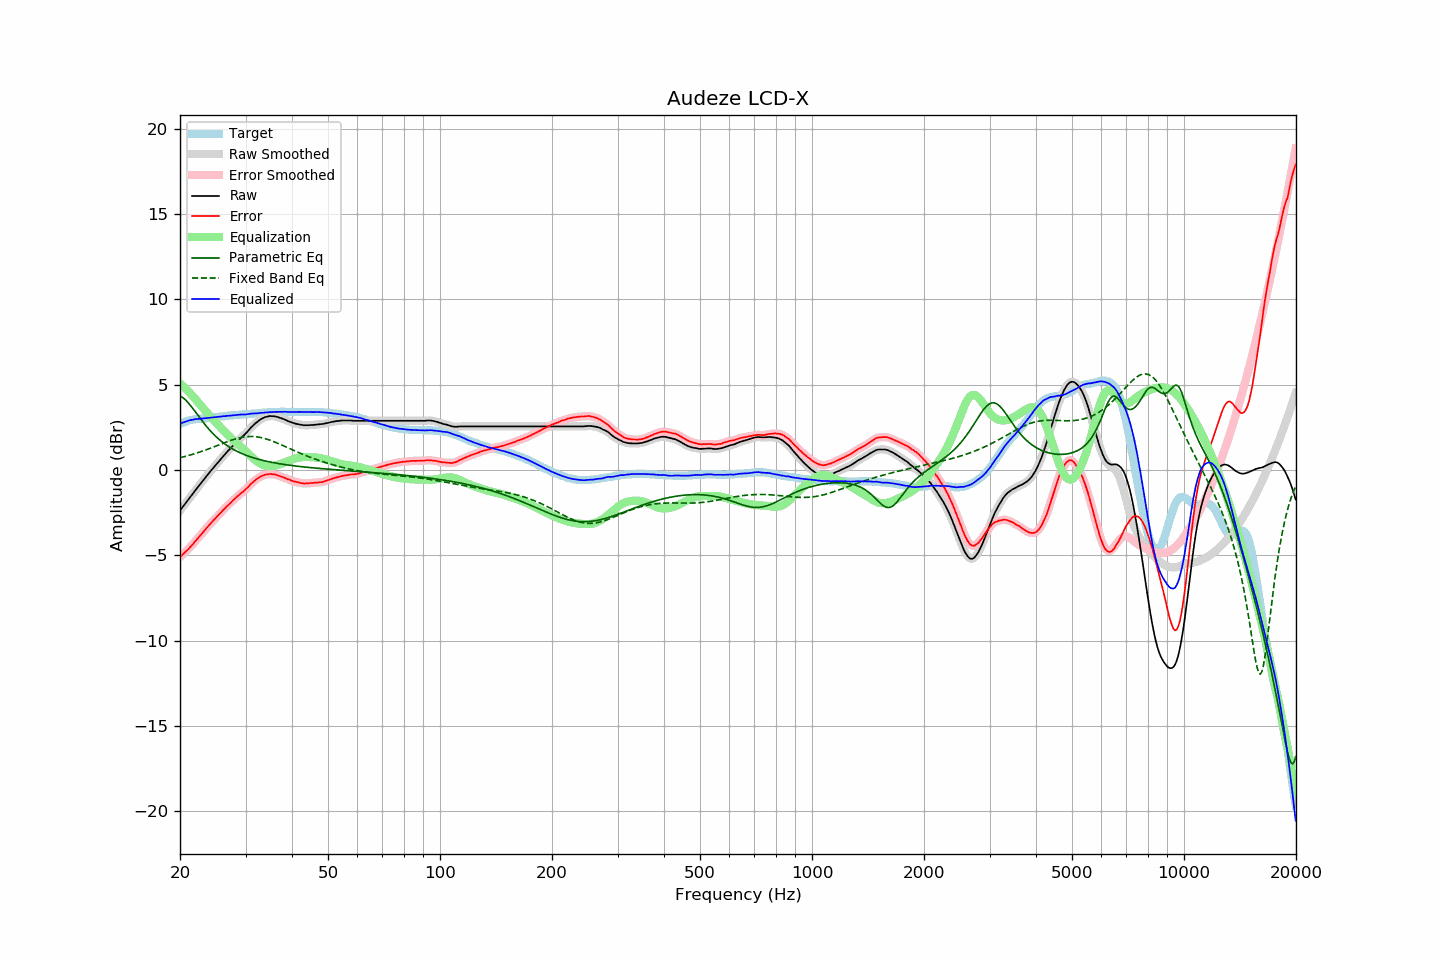 Audeze LCD-X
Target
Raw Smoothed
Error Smoothed
Raw
Error
Equalization
Parametric Eq
Fixed Band Eq
Equalized
Amplitude (dBr)
20
15
10
5
0
−5
−10
−15
−20
20 50 100 200 500 1000 2000 5000 10000 20000
Frequency (Hz)